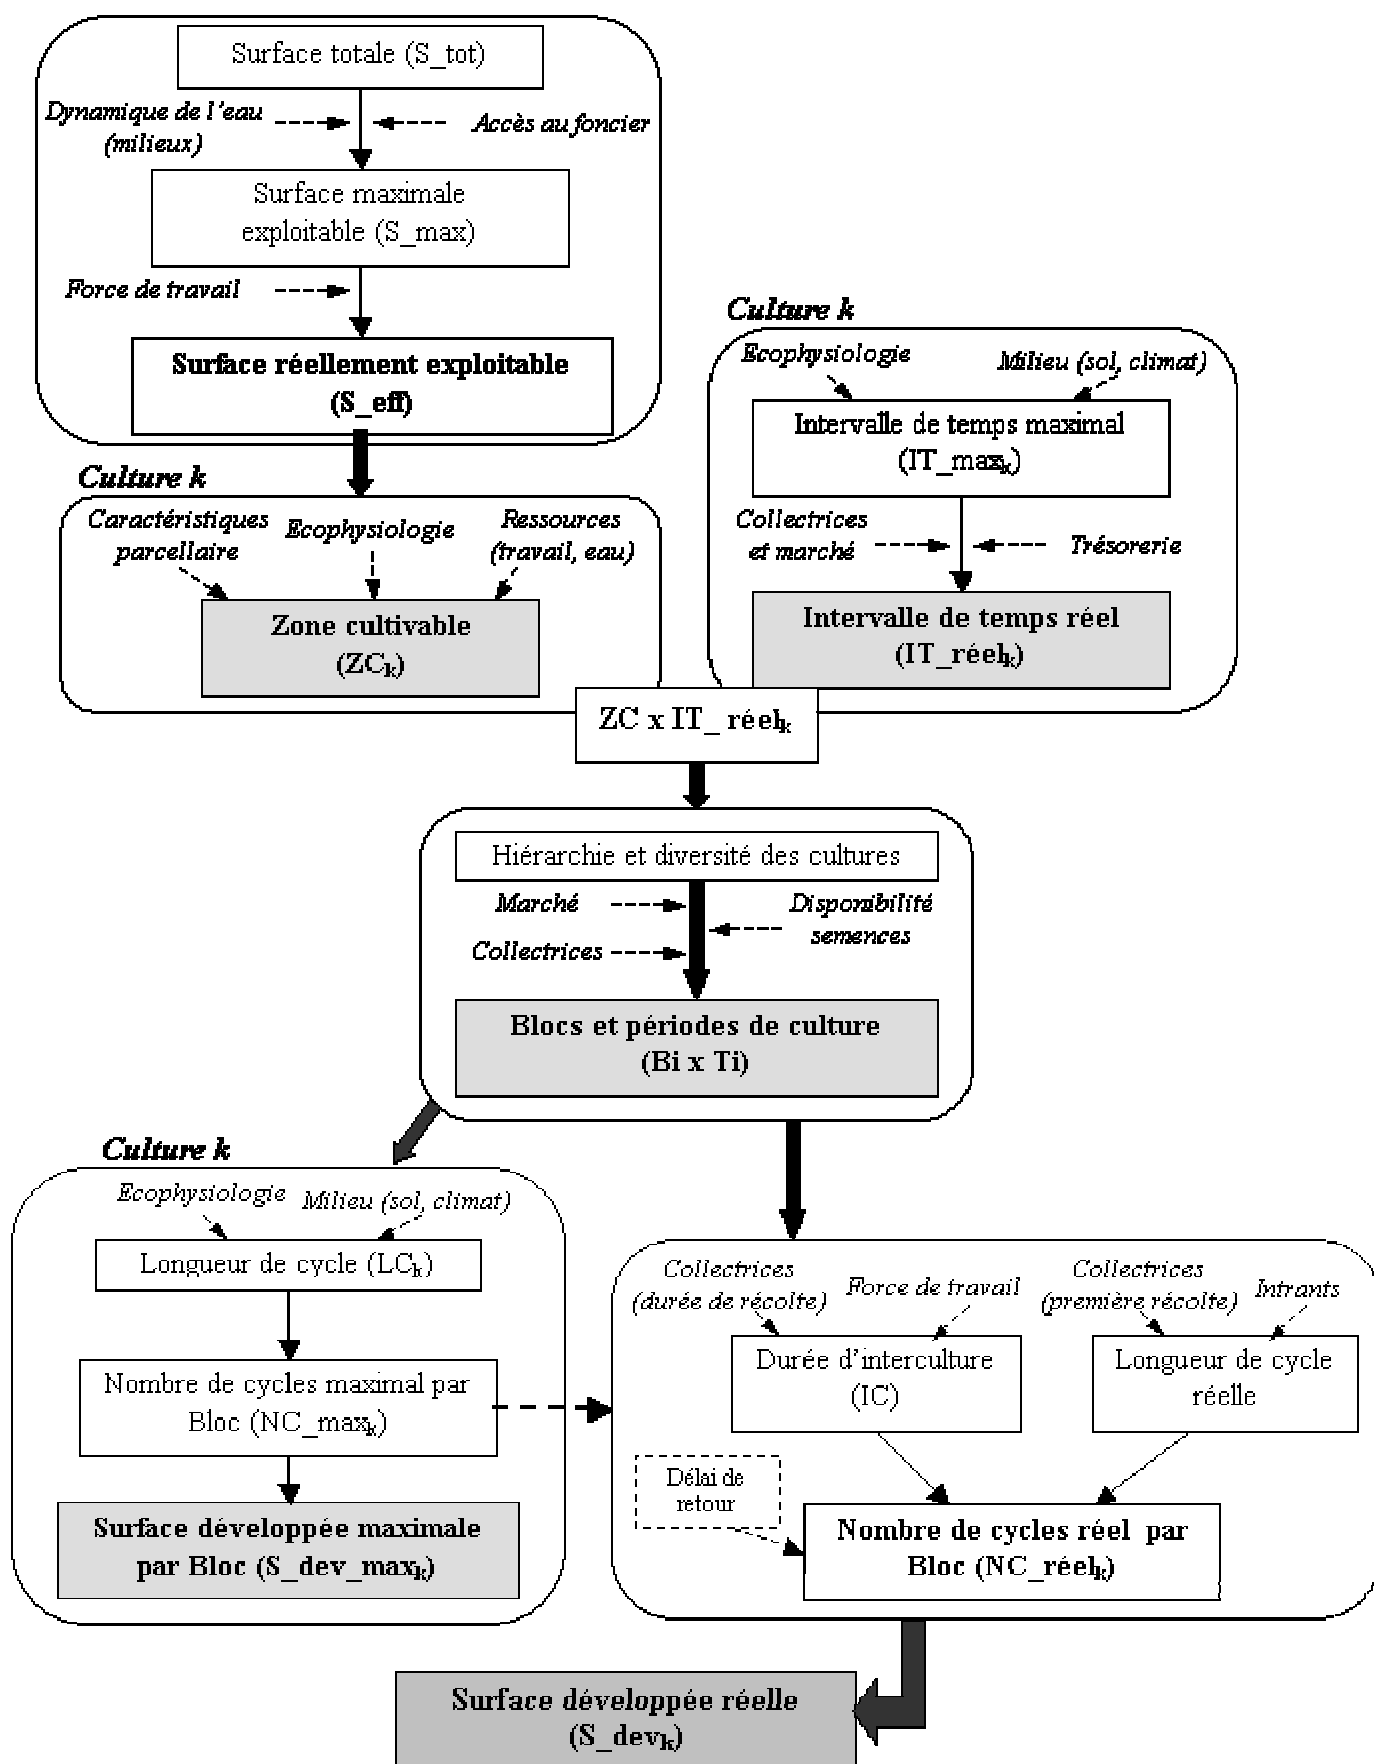 Surface totale (S_tot)
Dynamique de l'eau
(milieux)
Accès au foncier
Surface maximale
exploitable (S_max)
Force de travail
Surface réellement exploitable
(S_eff)
Culture k
Ecophysiologie
Milieu (sol, climat)
Intervalle de temps maximal
(IT_maxk)
Collectrices
et marché
Trésorerie
Intervalle de temps réel
(IT_réelk)
Culture k
Caractéristiques
parcellaire
Ecophysiologie
Ressources
(travail, eau)
Zone cultivable
(ZCk)
ZC x IT_ réelk
Hiérarchie et diversité des cultures
Marché
Disponibilité
semences
Collectrices
Blocs et périodes de culture
(Bi x Ti)
Culture k
Ecophysiologie
Milieu (sol, climat)
Longueur de cycle (LCk)
Nombre de cycles maximal par
Bloc (NC_maxk)
Surface développée maximale
par Bloc (S_dev_maxk)
Collectrices
(durée de récolte)
Force de travail
Collectrices
(première récolte)
Intrants
Durée d'interculture
(IC)
Longueur de cycle
réelle
Délai de
retour
Nombre de cycles réel par
Bloc (NC_réelk)
Surface développée réelle
(S_devk)